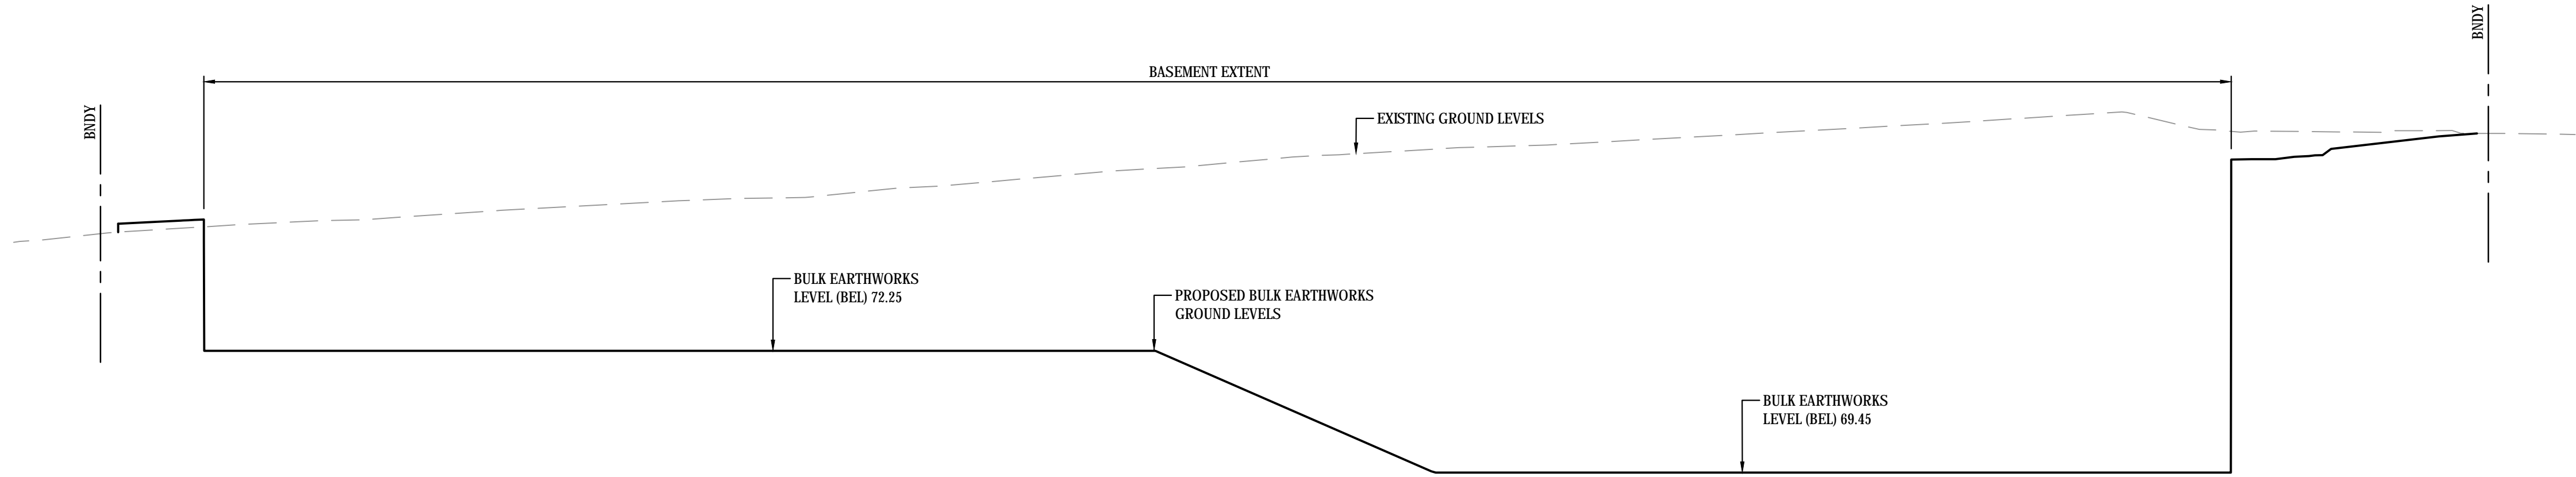 BNDY
BASEMENT EXTENT
BNDY
EXISTING GROUND LEVELS
BULK EARTHWORKS
LEVEL (BEL) 72.25
PROPOSED BULK EARTHWORKS
GROUND LEVELS
BULK EARTHWORKS
LEVEL (BEL) 69.45